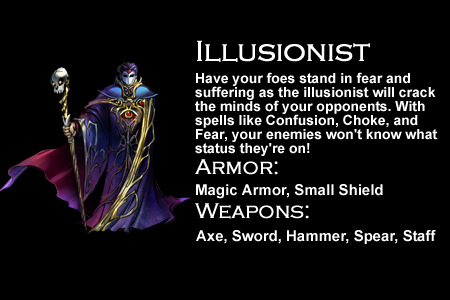 Illusionist
Have your foes stand in fear and
suffering as the illusionist will crack
the minds of your opponents. With
spells like Confusion, Choke, and
Fear, your enemies won't know what
status they're on!
Armor:
Magic Armor, Small Shield
Weapons:
Axe, Sword, Hammer, Spear, Staff